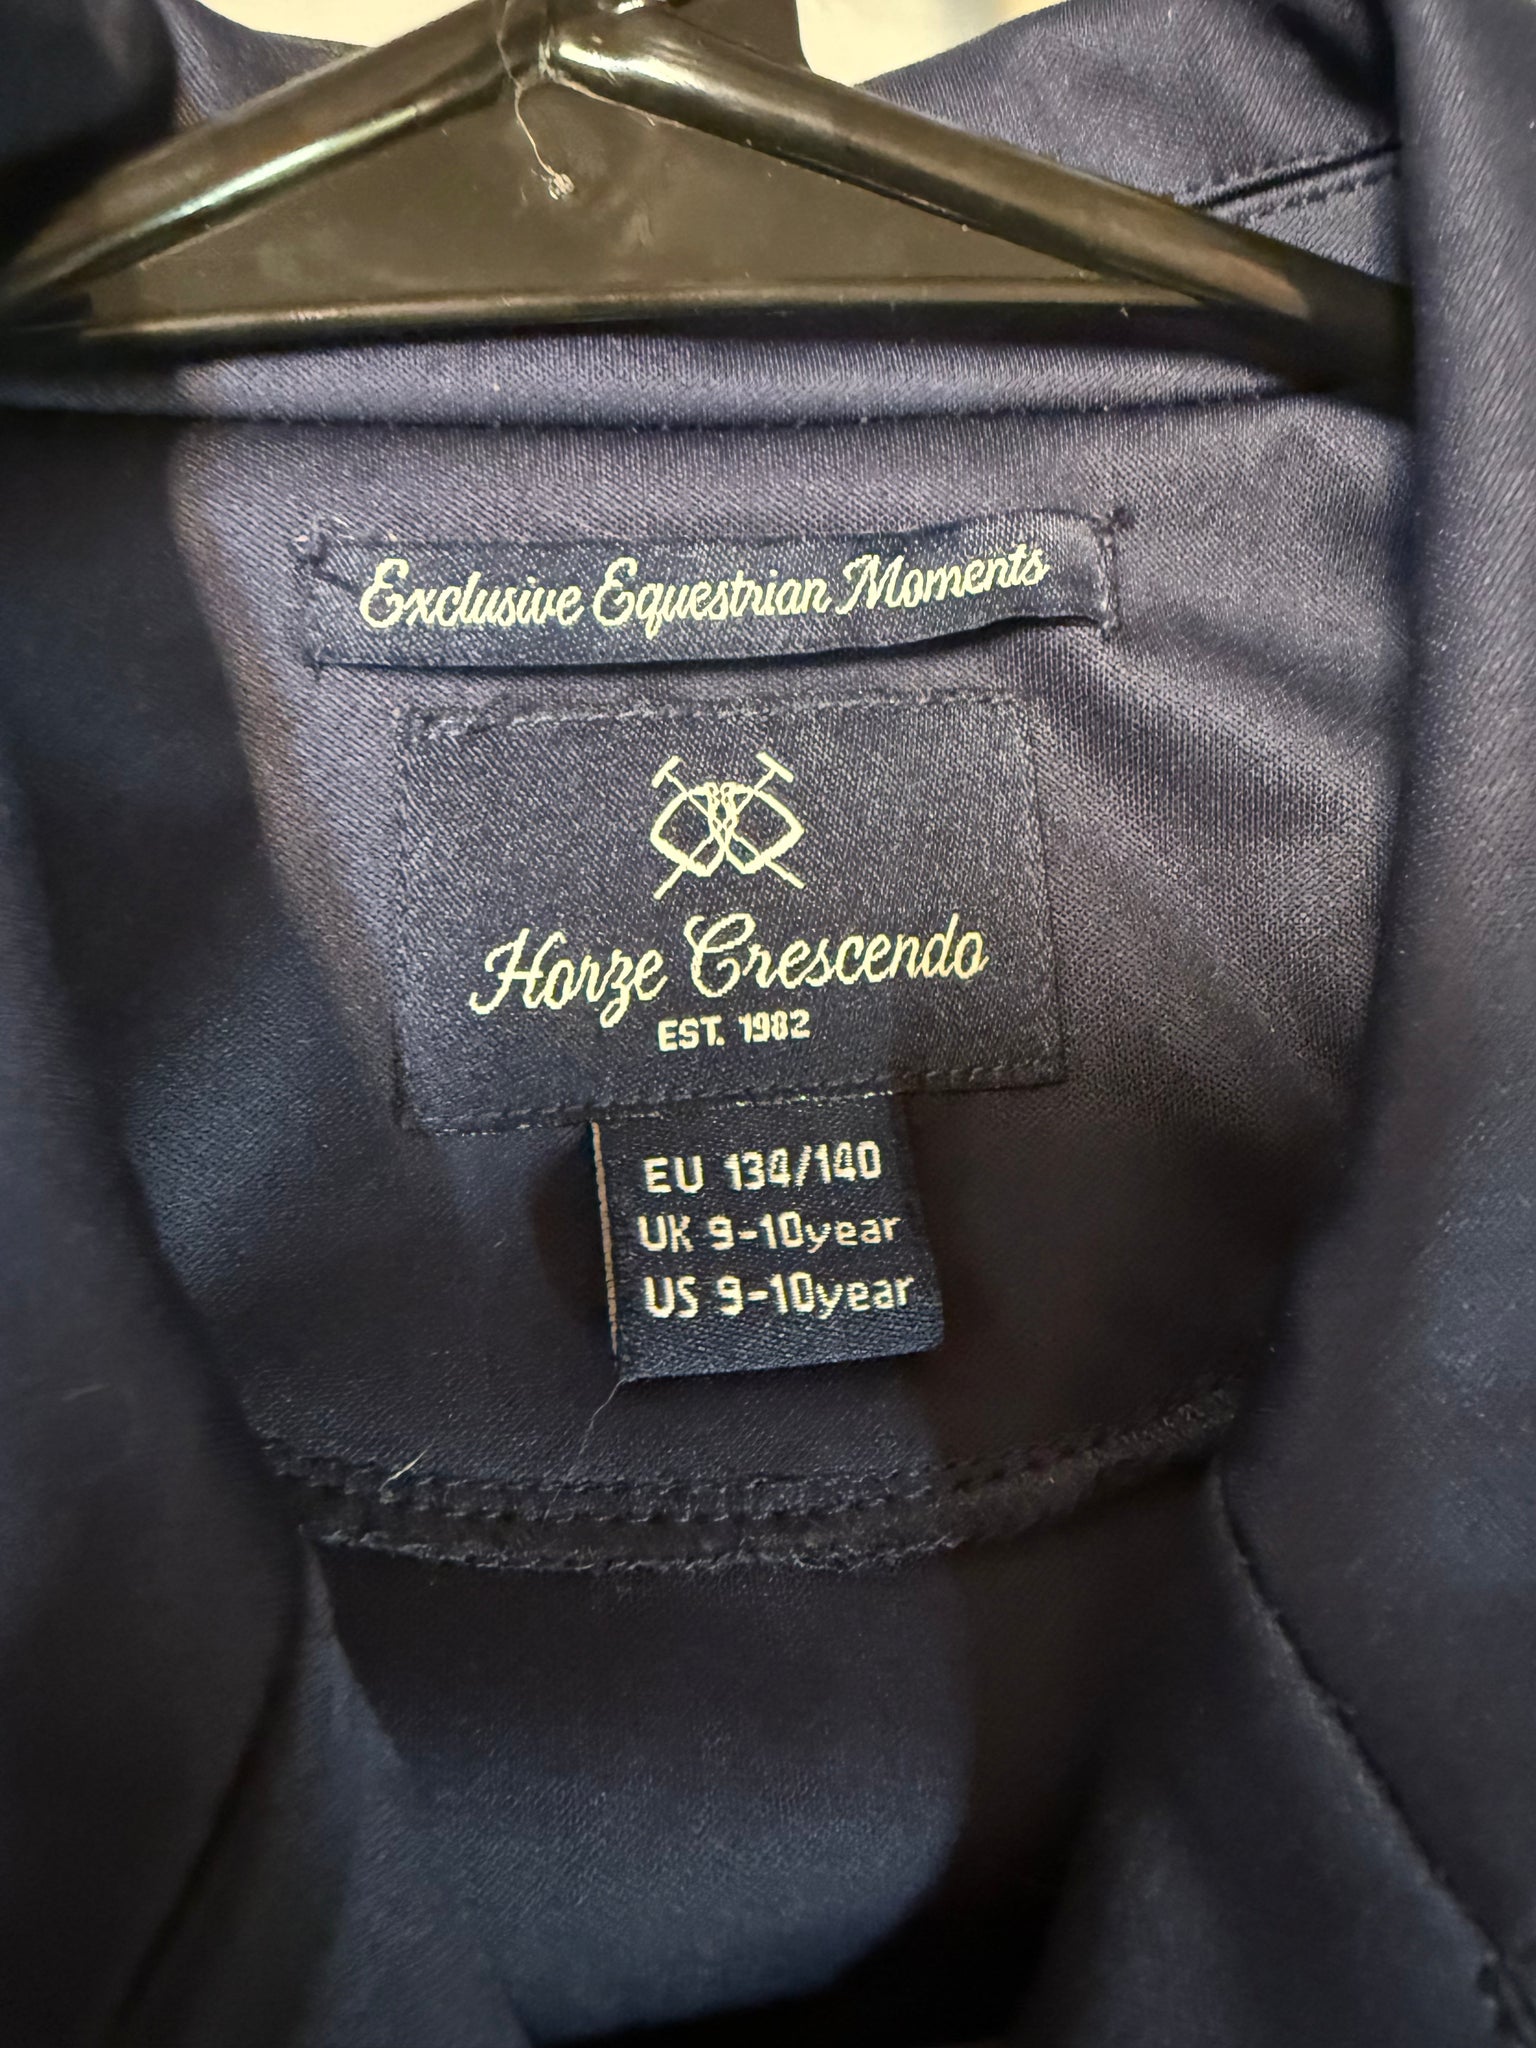 Exclusive Equestrian Moments
Horze Crescendo
EST. 1982
EU 134/140
UK 9-10year
US 9-10year